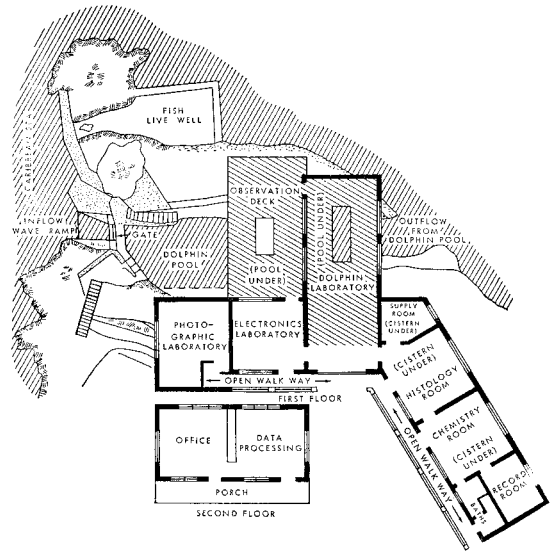 FISH
LIVE WELL
CARIBBEAN SEA
OBSERVATION
DECK
(POOL
UNDER)
(POOL UNDER)
DOLPHIN
LABORATORY
INFLOW
WAVE RAMP
GATE
DOLPHIN
POOL
OUTFLOW
FROM
DOLPHIN POOL
PHOTO-
GRAPHIC
LABORATORY
ELECTRONICS
LABORATORY
SUPPLY
ROOM
(CISTERN
UNDER)
(CISTERN
UNDER)
HISTOLOGY
ROOM
OPEN WALK WAY
FIRST FLOOR
CHEMISTRY
ROOM
(CISTERN
UNDER)
OPEN WALK WAY
RECORD
ROOM
BATHS
OFFICE
DATA
PROCESSING
PORCH
SECOND FLOOR